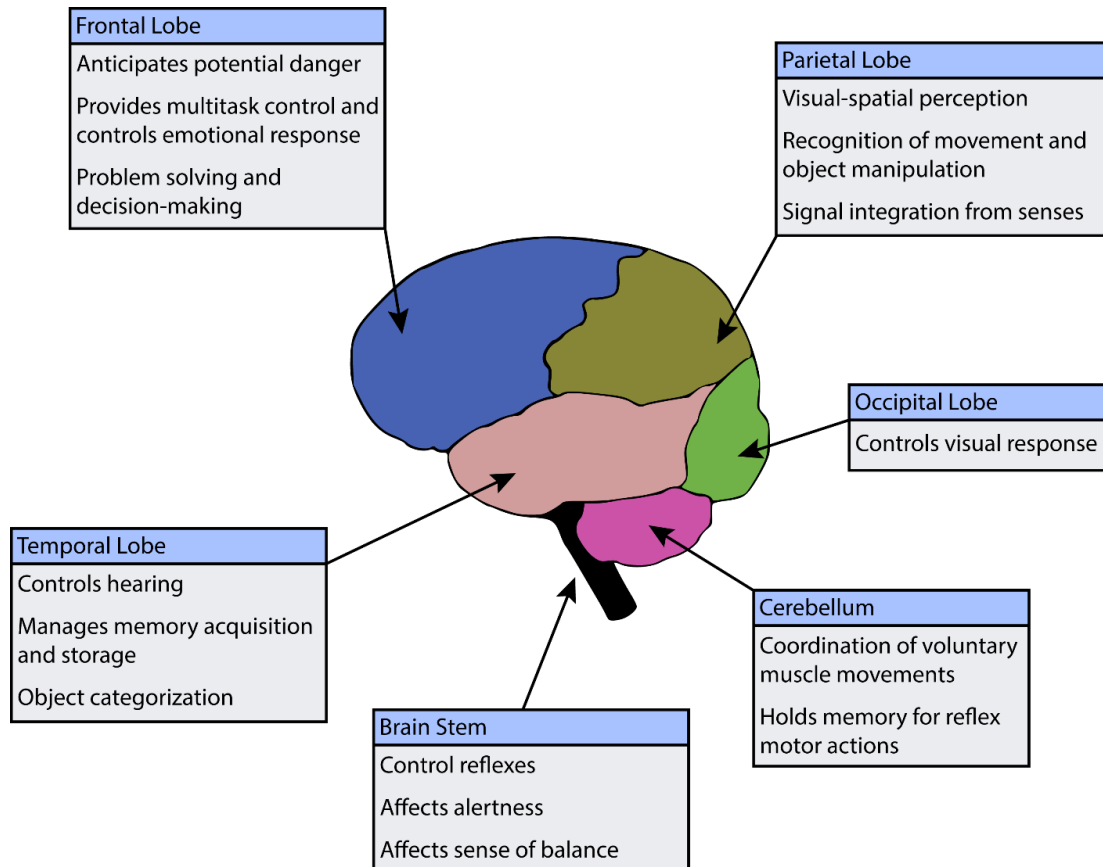 Frontal Lobe
Anticipates potential danger
Provides multitask control and
controls emotional response
Problem solving and
decision-making
Parietal Lobe
Visual-spatial perception
Recognition of movement and
object manipulation
Signal integration from senses
Occipital Lobe
Controls visual response
Temporal Lobe
Controls hearing
Manages memory acquisition
and storage
Object categorization
Cerebellum
Coordination of voluntary
muscle movements
Holds memory for reflex
motor actions
Brain Stem
Control reflexes
Affects alertness
Affects sense of balance